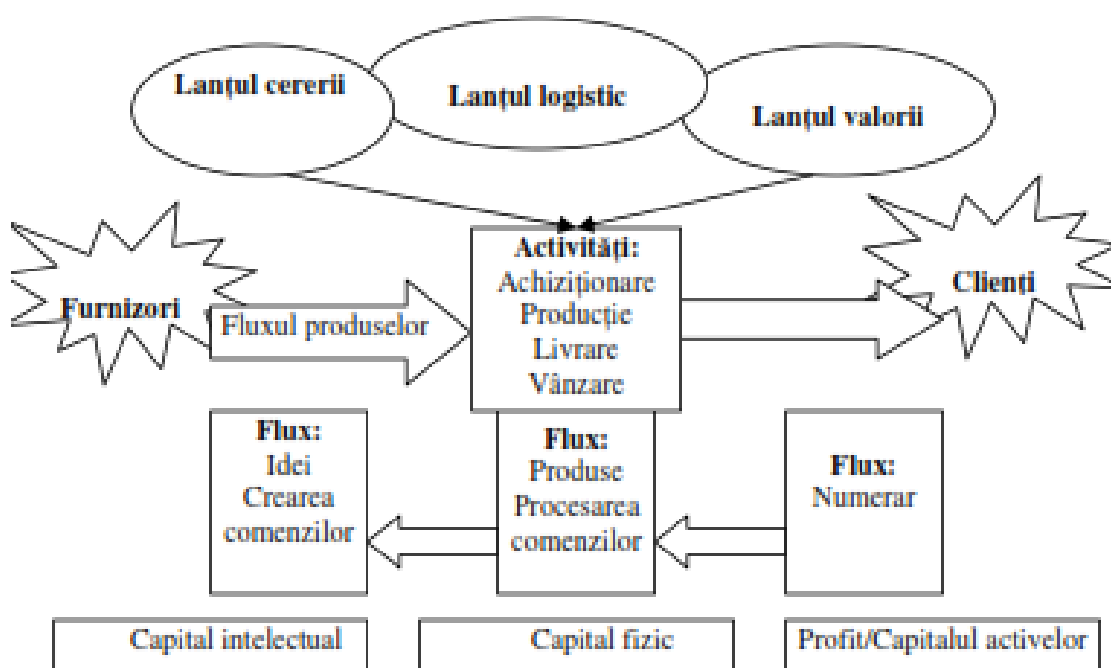 Lanțul cererii
Lanțul logistic
Lanțul valorii
Furnizori
Fluxul produselor
Activități:
Achiziționare
Producție
Livrare
Vânzare
Clienți
Flux:
Idei
Crearea
comenzilor
Flux:
Produse
Procesarea
comenzilor
Flux:
Numerar
Capital intelectual
Capital fizic
Profit/Capitalul activelor